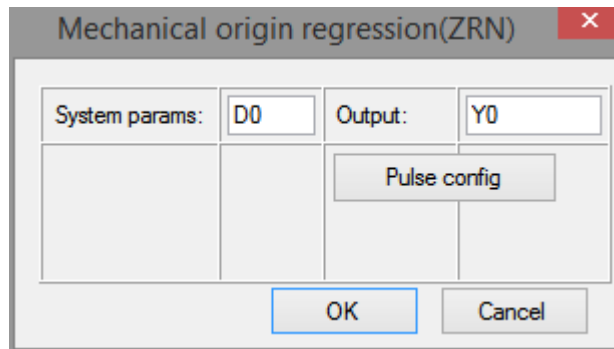 Mechanical origin regression(ZRN)
System params: D0 Output: Y0
Pulse config
OK Cancel